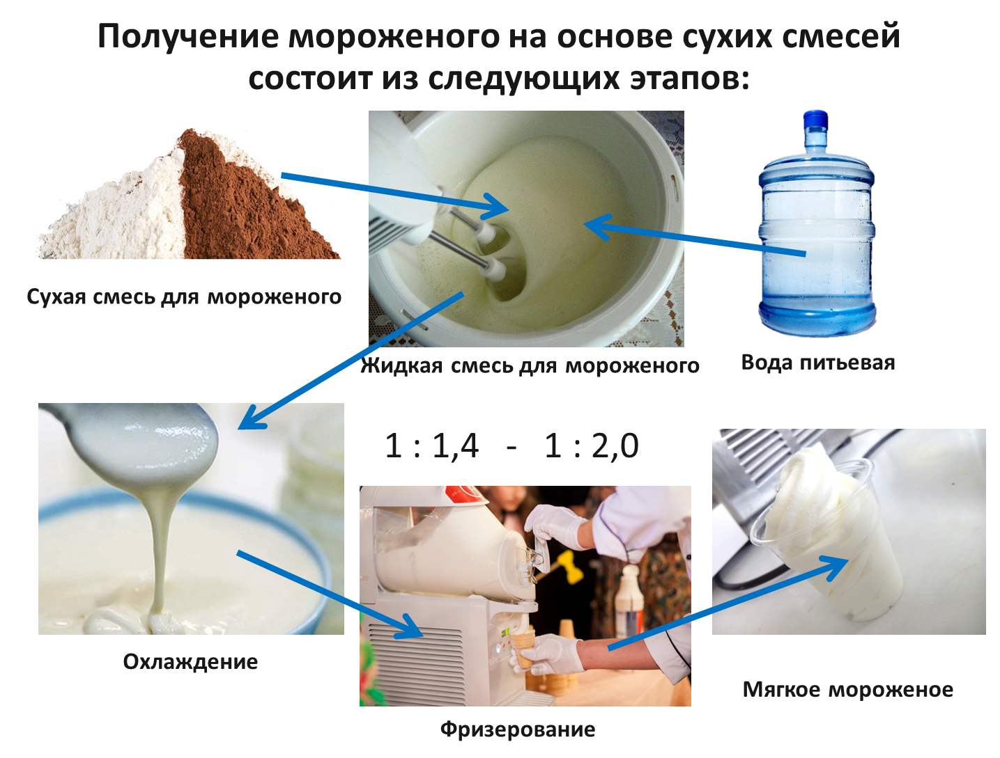 Получение мороженого на основе сухих смесей
состоит из следующих этапов:
Сухая смесь для мороженого
Жидкая смесь для мороженого
Вода питьевая
1 : 1,4 - 1 : 2,0
Охлаждение
Мягкое мороженое
Фризерование